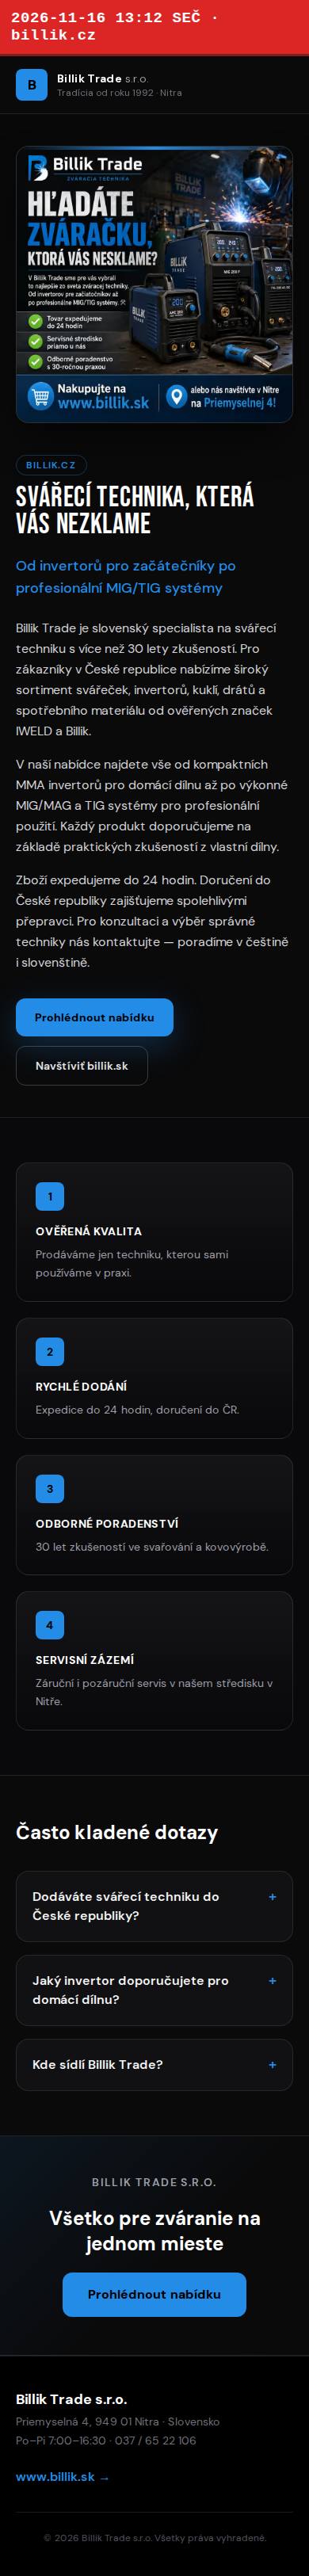 2026-11-16 13:12 SEČ ·
billik.cz
B
Billik Trade s.r.o.
Tradícia od roku 1992 · Nitra
Billik Trade
ZVÁRACIA TECHNIKA
HĽADÁTE
ZVÁRAČKU,
KTORÁ VÁS NESKLAME?
V Billik Trade sme pre vás vybrali
to najlepšie zo sveta zváracej techniky.
Od invertorov pre začiatočníkov až
po profesionálne MIG/TIG systémy.
Tovar expedujeme
do 24 hodín
Servisné stredisko
priamo u nás
Odborné poradenstvo
s 30-ročnou praxou
Nakupujte na
www.billik.sk
alebo nás navštívte v Nitre
na Priemyselnej 4!
BILLIK.CZ
SVÁŘECÍ TECHNIKA, KTERÁ
VÁS NEZKLAME
Od invertorů pro začátečníky po
profesionální MIG/TIG systémy
Billik Trade je slovenský specialista na svářecí
techniku s více než 30 lety zkušeností. Pro
zákazníky v České republice nabízíme široký
sortiment svářeček, invertorů, kuklí, drátů a
spotřebního materiálu od ověřených značek
IWELD a Billik.
V naší nabídce najdete vše od kompaktních
MMA invertorů pro domácí dílnu až po výkonné
MIG/MAG a TIG systémy pro profesionální
použití. Každý produkt doporučujeme na
základě praktických zkušeností z vlastní dílny.
Zboží expedujeme do 24 hodin. Doručení do
České republiky zajišťujeme spolehlivými
přepravci. Pro konzultaci a výběr správné
techniky nás kontaktujte — poradíme v češtině
i slovenštině.
Prohlédnout nabídku
Navštívit billik.sk
1
OVĚŘENÁ KVALITA
Prodáváme jen techniku, kterou sami
používáme v praxi.
2
RYCHLÉ DODÁNÍ
Expedice do 24 hodin, doručení do ČR.
3
ODBORNÉ PORADENSTVÍ
30 let zkušeností ve svařování a kovovýrobě.
4
SERVISNÍ ZÁZEMÍ
Záruční i pozáruční servis v našem středisku v
Nitře.
Často kladené dotazy
Dodáváte svářecí techniku do
České republiky?
+
Jaký invertor doporučujete pro
domácí dílnu?
+
Kde sídlí Billik Trade?
+
BILLIK TRADE S.R.O.
Všetko pre zváranie na
jednom mieste
Prohlédnout nabídku
Billik Trade s.r.o.
Priemyselná 4, 949 01 Nitra · Slovensko
Po–Pi 7:00–16:30 · 037 / 65 22 106
www.billik.sk →
© 2026 Billik Trade s.r.o. Všetky práva vyhradené.